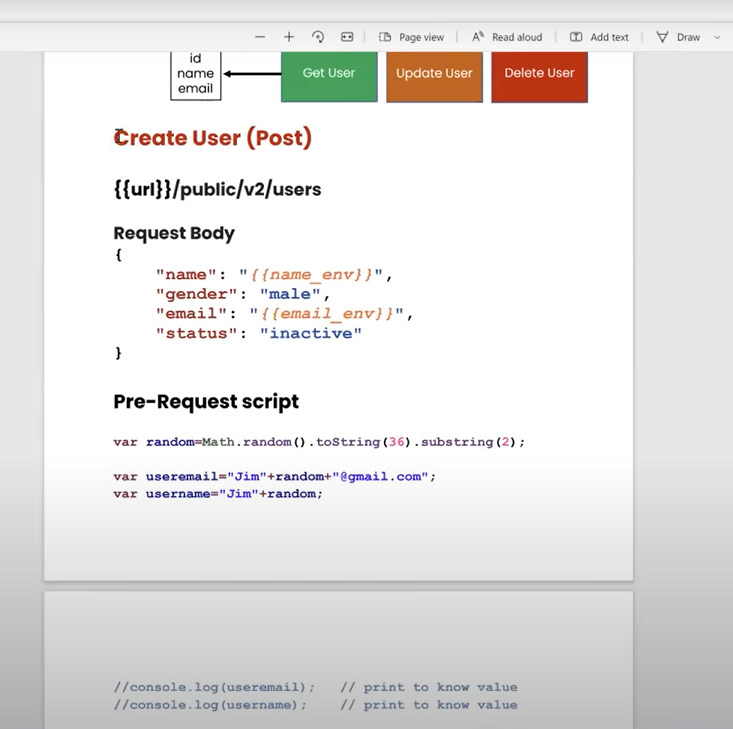 Page view
Read aloud
Add text
Draw
id
name
email
Get User
Update User
Delete User
Create User (Post)
{{url}}/public/v2/users
Request Body
{
"name": "{{name_env}}",
"gender": "male",
"email": "{{email_env}}",
"status": "inactive"
}
Pre-Request script
var random=Math.random().toString(36).substring(2);
var useremail="Jim"+random+"@gmail.com";
var username="Jim"+random;
//console.log(useremail);   // print to know value
//console.log(username);    // print to know value